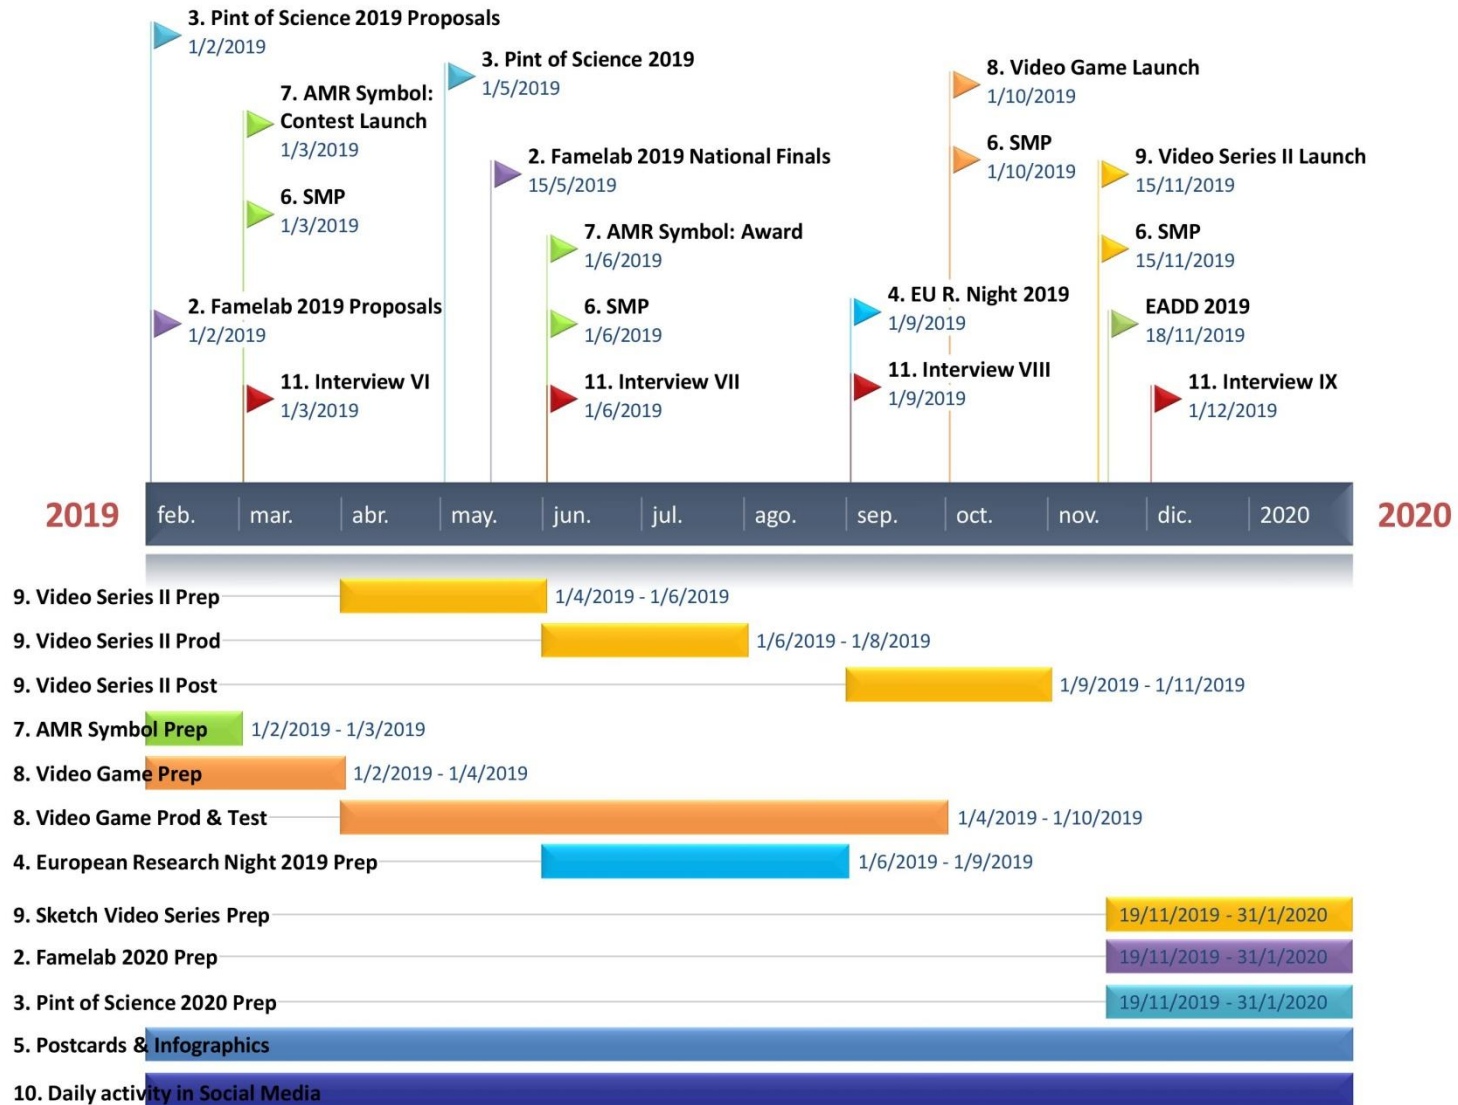 3. Pint of Science 2019 Proposals
1/2/2019
3. Pint of Science 2019
1/5/2019
8. Video Game Launch
1/10/2019
7. AMR Symbol:
Contest Launch
1/3/2019
6. SMP
1/10/2019
2. Famelab 2019 National Finals
15/5/2019
9. Video Series II Launch
15/11/2019
6. SMP
1/3/2019
7. AMR Symbol: Award
1/6/2019
6. SMP
15/11/2019
2. Famelab 2019 Proposals
1/2/2019
6. SMP
1/6/2019
4. EU R. Night 2019
1/9/2019
EADD 2019
18/11/2019
11. Interview VI
1/3/2019
11. Interview VII
1/6/2019
11. Interview VIII
1/9/2019
11. Interview IX
1/12/2019
2019 feb. mar. abr. may. jun. jul. ago. sep. oct. nov. dic. 2020 2020
9. Video Series II Prep 1/4/2019 - 1/6/2019
9. Video Series II Prod 1/6/2019 - 1/8/2019
9. Video Series II Post 1/9/2019 - 1/11/2019
7. AMR Symbol Prep 1/2/2019 - 1/3/2019
8. Video Game Prep 1/2/2019 - 1/4/2019
8. Video Game Prod & Test 1/4/2019 - 1/10/2019
4. European Research Night 2019 Prep 1/6/2019 - 1/9/2019
9. Sketch Video Series Prep 19/11/2019 - 31/1/2020
2. Famelab 2020 Prep 19/11/2019 - 31/1/2020
3. Pint of Science 2020 Prep 19/11/2019 - 31/1/2020
5. Postcards & Infographics
10. Daily activity in Social Media